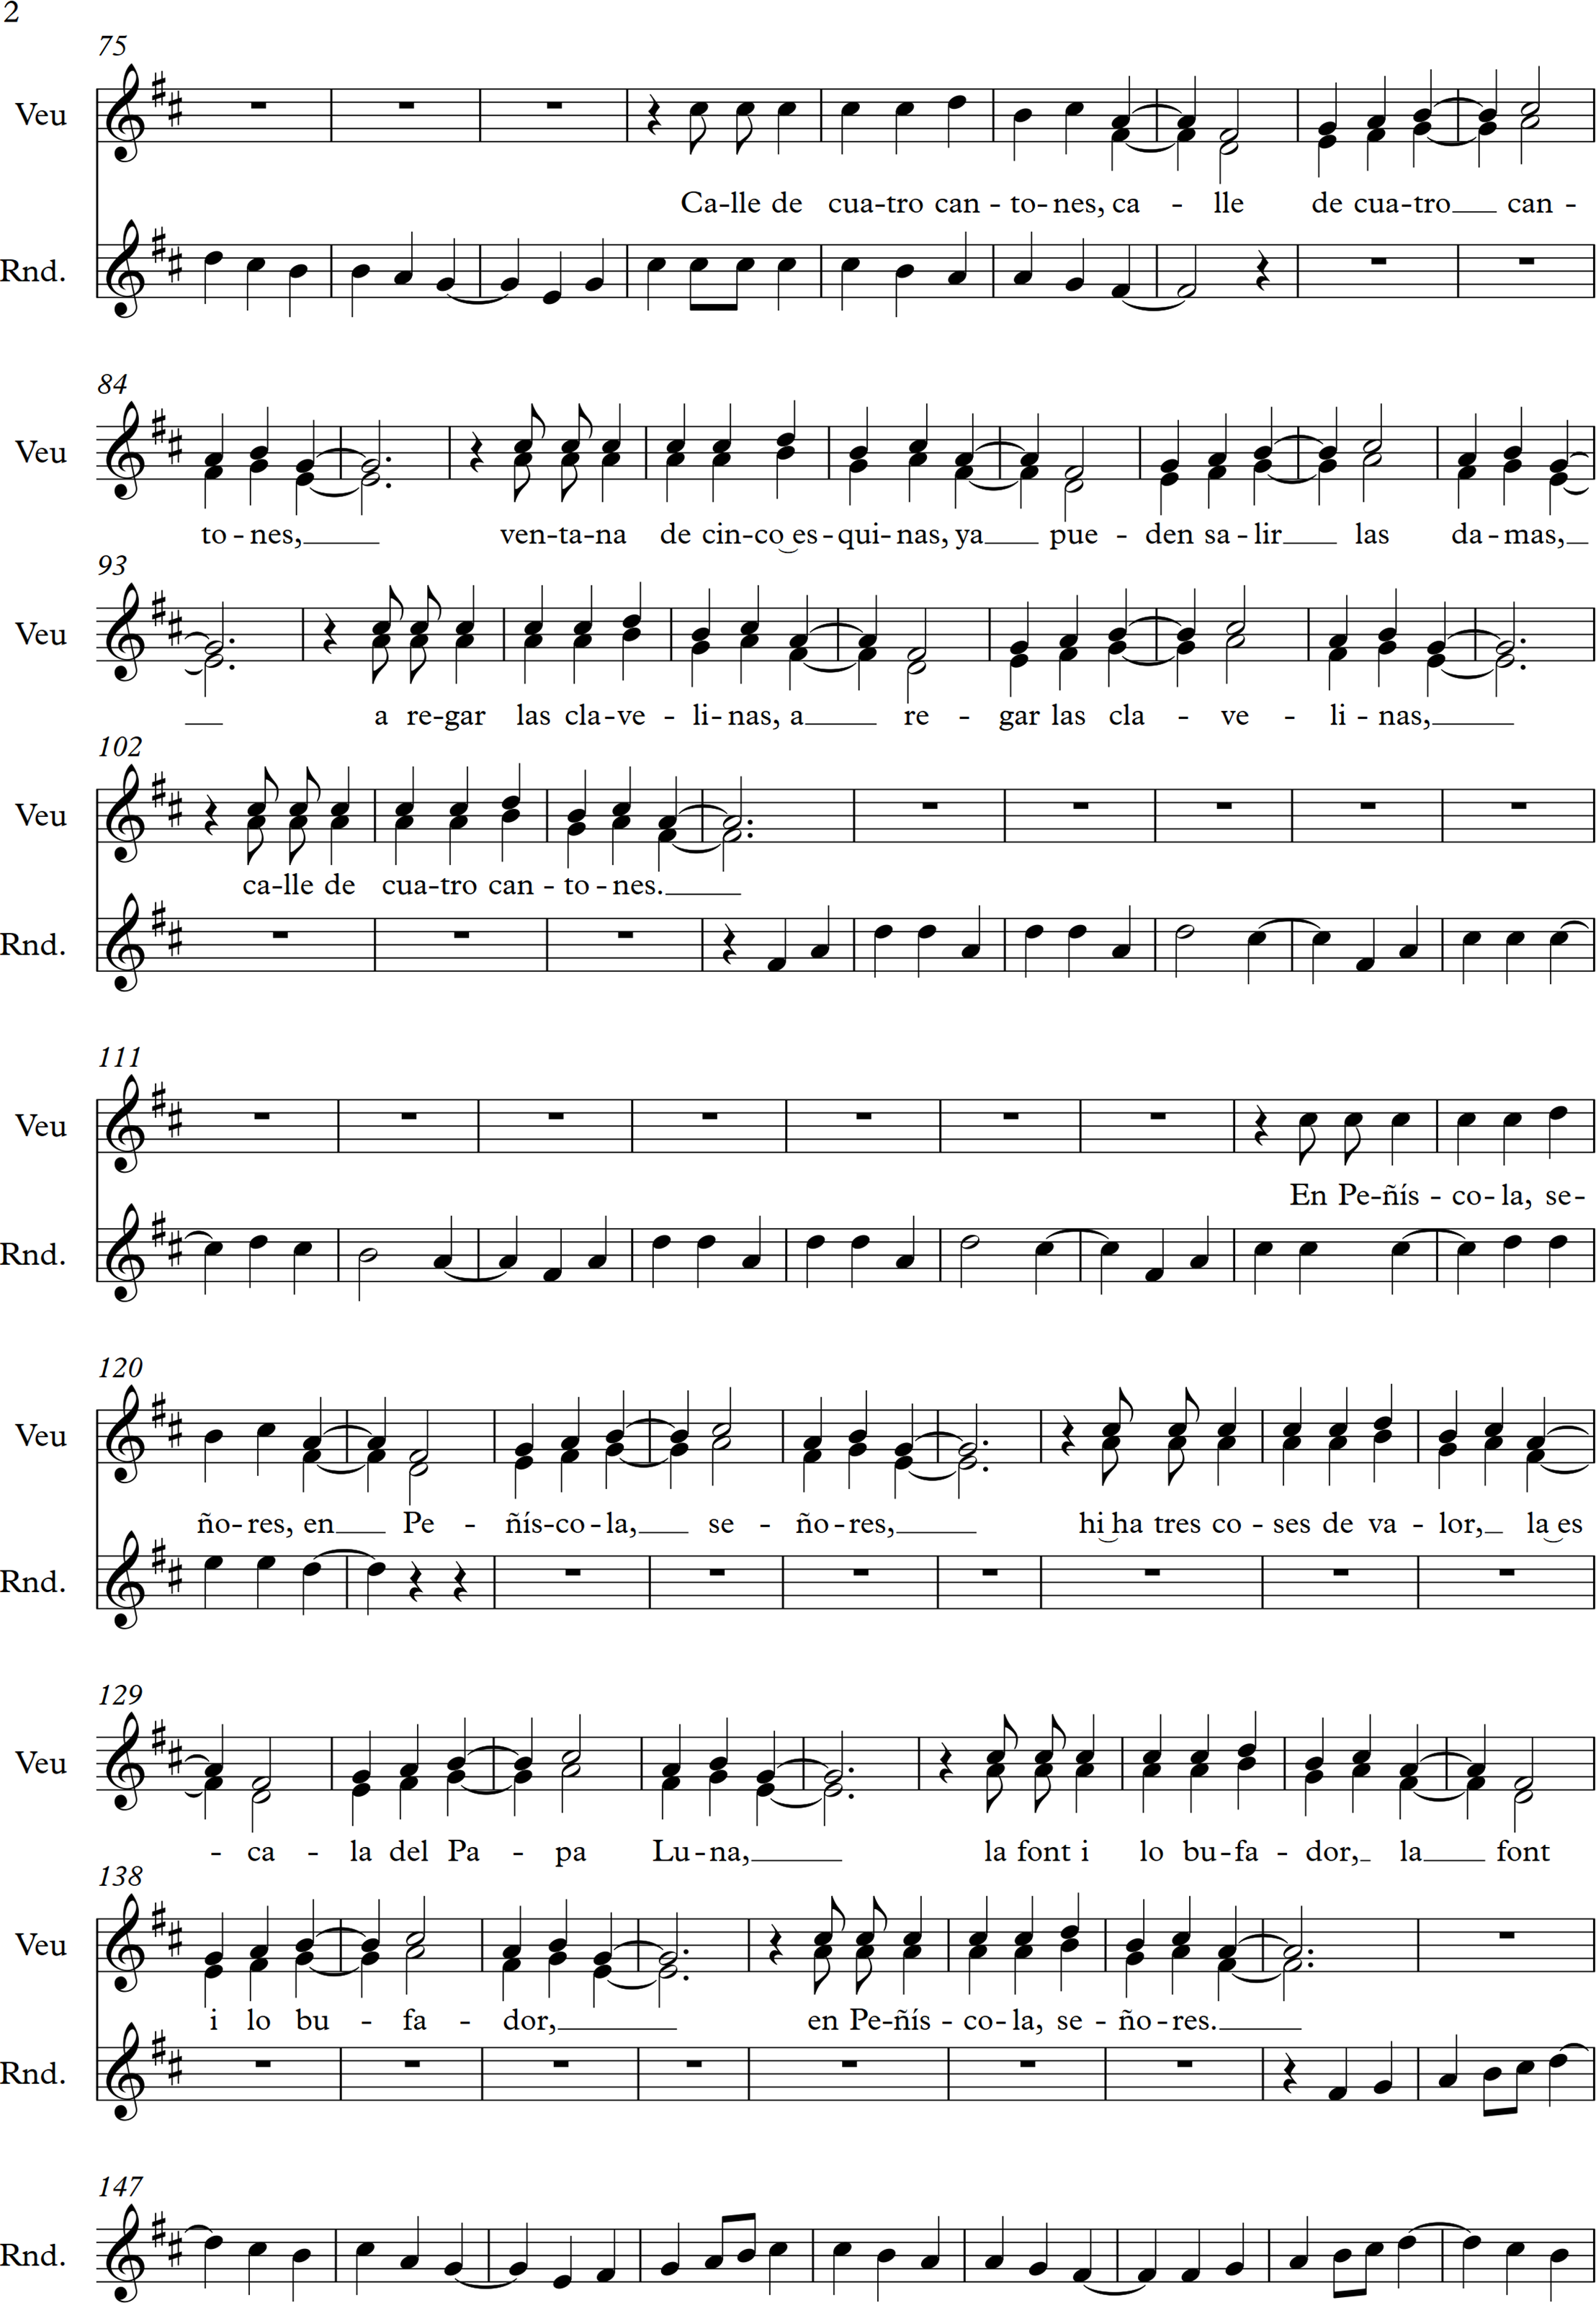 2
75
Veu
Ca-lle de cua-tro can - to- nes, ca - lle de cua-tro can -
Rnd.
84
Veu
to - nes, ven-ta-na de cin-co es - qui- nas, ya pue - den sa - lir las da - mas,
93
Veu
a re-gar las cla-ve - li - nas, a re - gar las cla - ve - li - nas,
102
Veu
ca-lle de cua-tro can - to - nes.
Rnd.
111
Veu
En Pe-ñís - co- la, se-
Rnd.
120
Veu
ño- res, en Pe - ñís-co - la, se - ño - res, hi ha tres co - ses de va - lor, la es
Rnd.
129
Veu
- ca - la del Pa - pa Lu - na, la font i lo bu - fa - dor, la font
138
Veu
i lo bu - fa - dor, en Pe-ñís - co- la, se - ño - res.
Rnd.
147
Rnd.